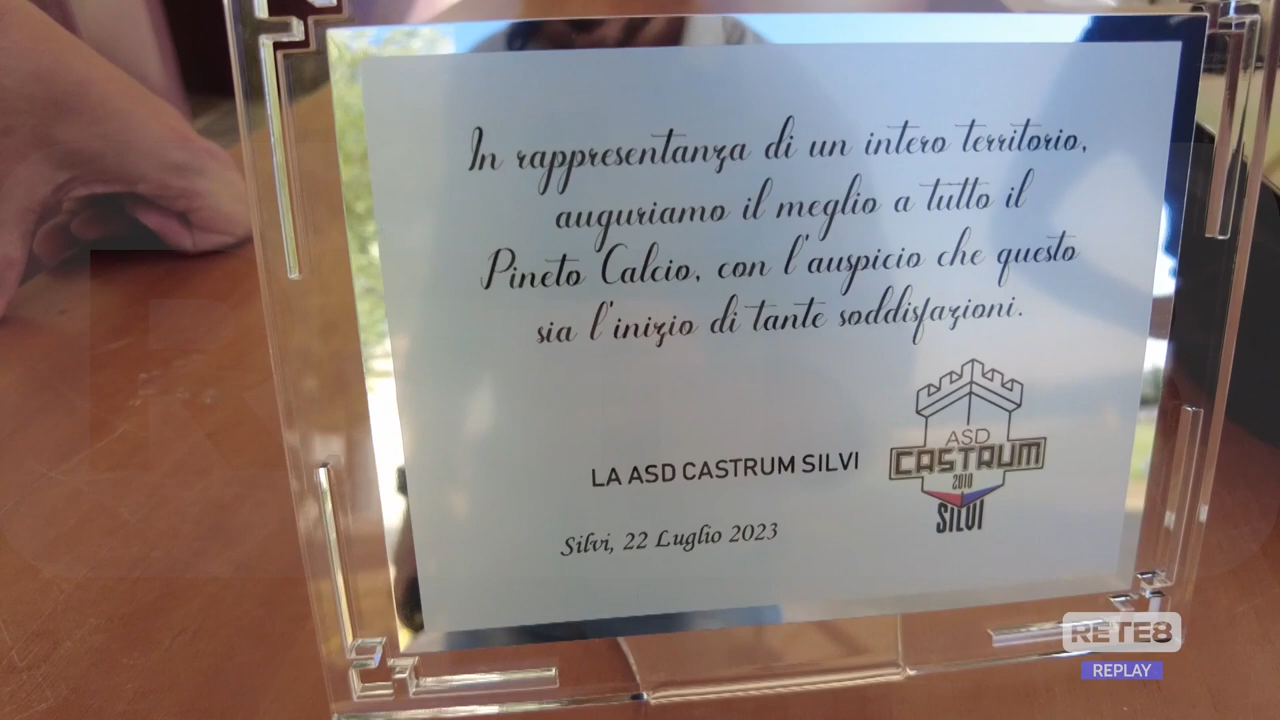 In rappresentanza di un intero territorio,
auguriamo il meglio a tutto il
Pineto Calcio, con l'auspicio che questo
sia l'inizio di tante soddisfazioni.
LA ASD CASTRUM SILVI
ASD
CASTRUM
2010
SILVI
Silvi, 22 Luglio 2023
RETE8
REPLAY